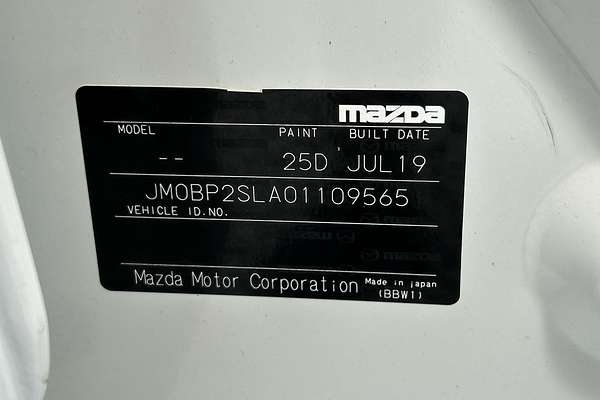 mazda
MODEL PAINT BUILT DATE
-- 25D JUL19
JM0BP2SLA01109565
VEHICLE ID.NO.
Mazda Motor Corporation Made in japan
(BBW1)